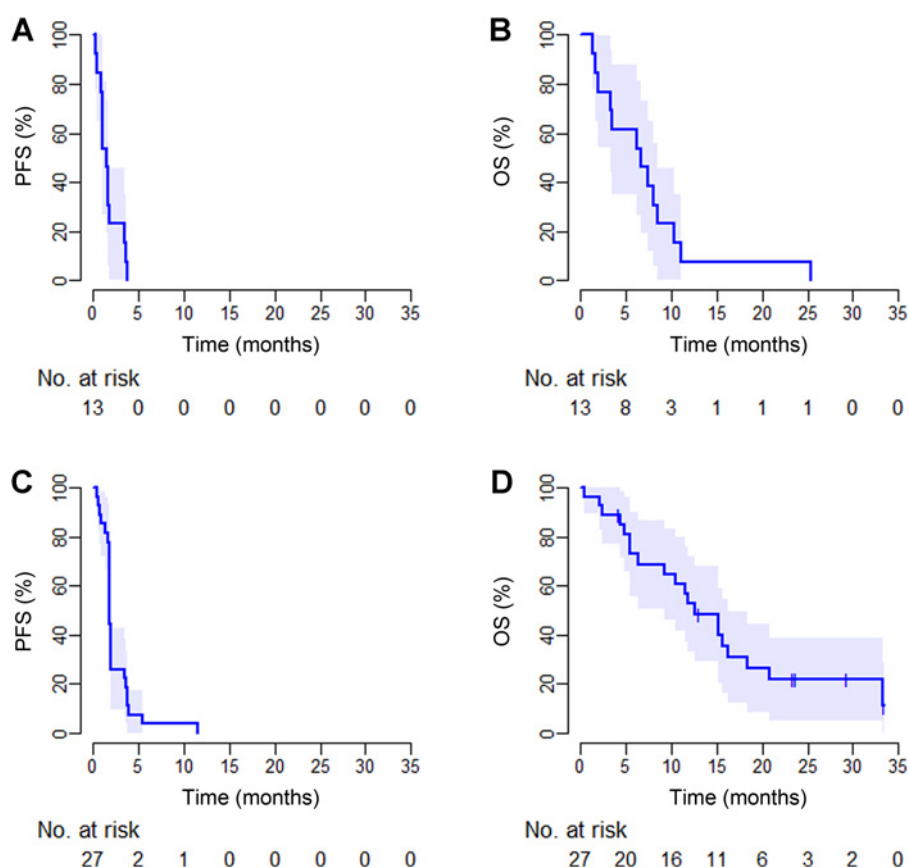 A
PFS (%)
100
80
60
40
20
0
0 5 10 15 20 25 30 35
Time (months)
No. at risk
13 0 0 0 0 0 0 0
B
OS (%)
100
80
60
40
20
0
0 5 10 15 20 25 30 35
Time (months)
No. at risk
13 8 3 1 1 1 0 0
C
PFS (%)
100
80
60
40
20
0
0 5 10 15 20 25 30 35
Time (months)
No. at risk
27 2 1 0 0 0 0 0
D
OS (%)
100
80
60
40
20
0
0 5 10 15 20 25 30 35
Time (months)
No. at risk
27 20 16 11 6 3 2 0